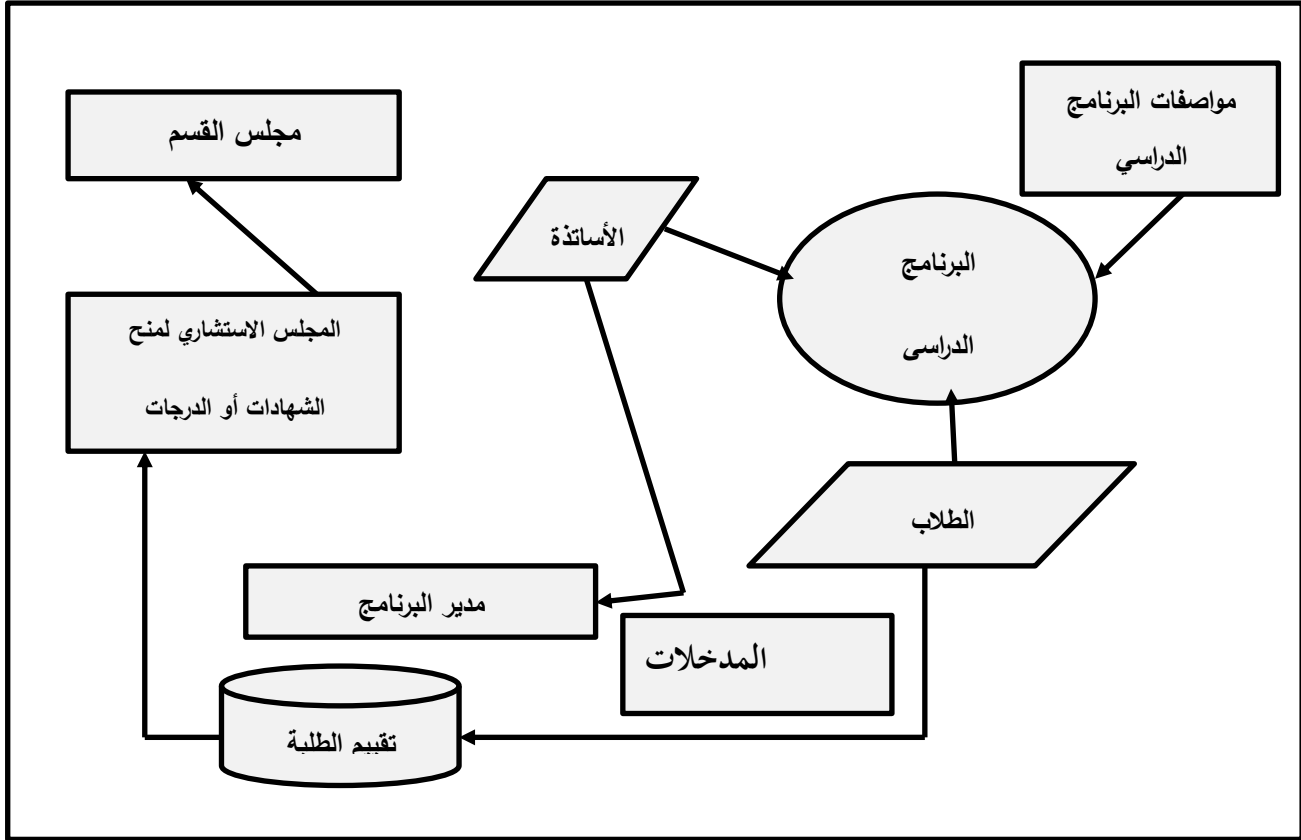 مواصفات البرنامج
الدراسي
مجلس القسم
الأساتذة
البرنامج
الدراسى
المجلس الاستشاري لمنح
الشهادات أو الدرجات
الطلاب
مدير البرنامج
المدخلات
تقييم الطلبة